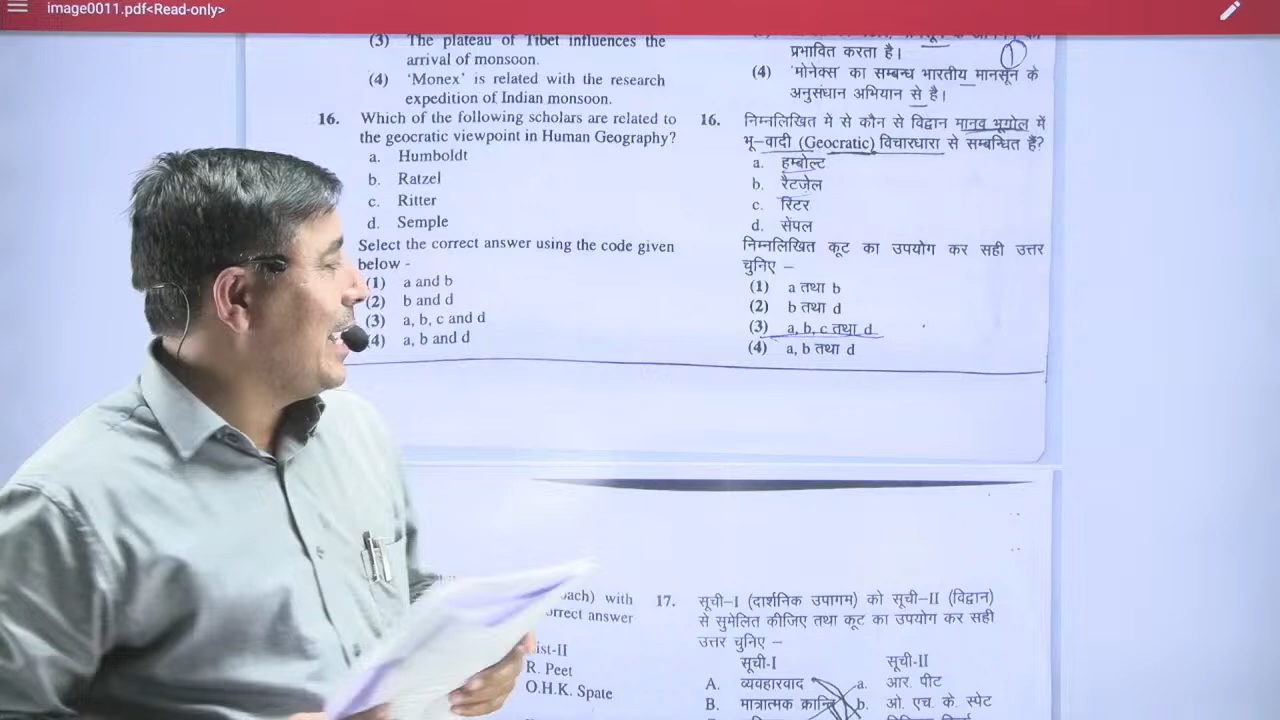 image0011.pdf<Read-only>
(3) The plateau of Tibet influences the
arrival of monsoon.
(4) 'Monex' is related with the research
expedition of Indian monsoon.
16. Which of the following scholars are related to
the geocratic viewpoint in Human Geography?
a. Humboldt
b. Ratzel
c. Ritter
d. Semple
Select the correct answer using the code given
below -
(1) a and b
(2) b and d
(3) a, b, c and d
(4) a, b and d
प्रभावित करता है।
1
(4) 'मोनेक्स' का सम्बन्ध भारतीय मानसून के
अनुसंधान अभियान से है।
16. निम्नलिखित में से कौन से विद्वान मानव भूगोल में
भू–वादी (Geocratic) विचारधारा से सम्बन्धित हैं?
a. हम्बोल्ट
b. रैटजेल
c. रिटर
d. सेंपल
निम्नलिखित कूट का उपयोग कर सही उत्तर
चुनिए –
(1) a तथा b
(2) b तथा d
(3) a, b, c तथा d
(4) a, b तथा d
with
correct answer
List-II
R. Peet
O.H.K. Spate
17. सूची–I (दार्शनिक उपागम) को सूची–II (विद्वान)
से सुमेलित कीजिए तथा कूट का उपयोग कर सही
उत्तर चुनिए –
सूची-I सूची-II
A. व्यवहारवाद a. आर. पीट
B. मात्रात्मक क्रान्ति b. ओ. एच. के. स्पेट